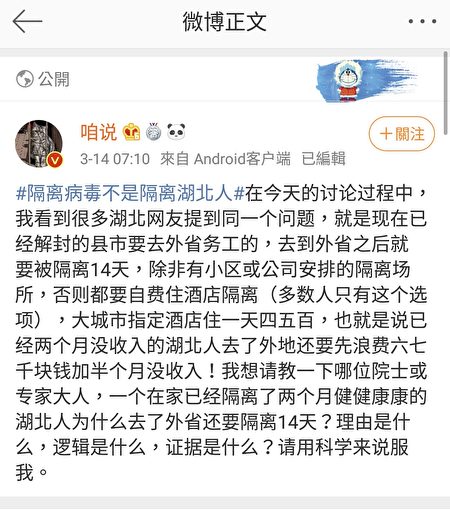 微博正文
公開
咱说
3-14 07:10 來自 Android客户端 已編輯
＋關注
#隔离病毒不是隔离湖北人#在今天的讨论过程中，
我看到很多湖北网友提到同一个问题，就是现在已
经解封的县市要去外省务工的，去到外省之后就
要被隔离14天，除非有小区或公司安排的隔离场
所，否则都要自费住酒店隔离（多数人只有这个选
项），大城市指定酒店住一天四五百，也就是说已
经两个月没收入的湖北人去了外地还要先浪费六七
千块钱加半个月没收入！我想请教一下哪位院士或
专家大人，一个在家已经隔离了两个月健健康康的
湖北人为什么去了外省还要隔离14天？理由是什
么，逻辑是什么，证据是什么？请用科学来说服
我。